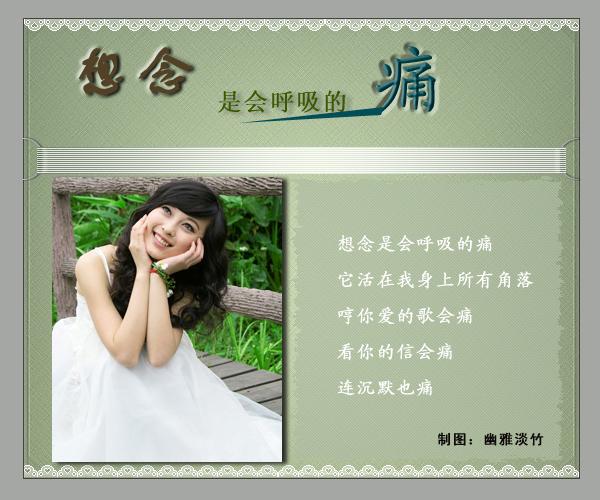 想念是会呼吸的痛
想念是会呼吸的痛
它活在我身上所有角落
哼你爱的歌会痛
看你的信会痛
连沉默也痛
制图：幽雅淡竹